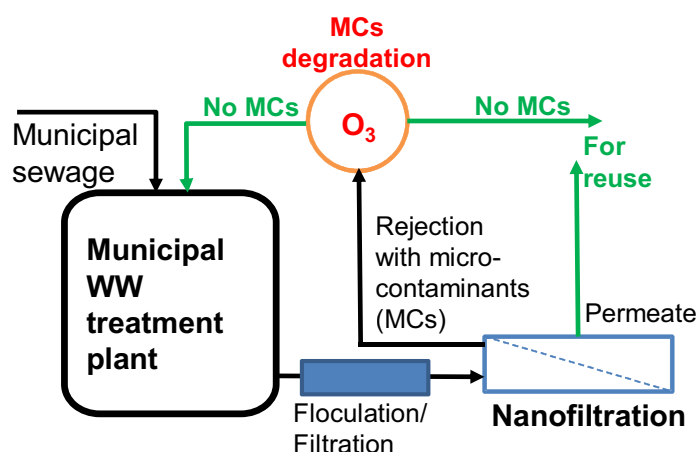 MCs
degradation
No MCs
O3
No MCs
Municipal
sewage
For
reuse
Municipal
WW
treatment
plant
Rejection
with micro-
contaminants
(MCs)
Permeate
Floculation/
Filtration
Nanofiltration